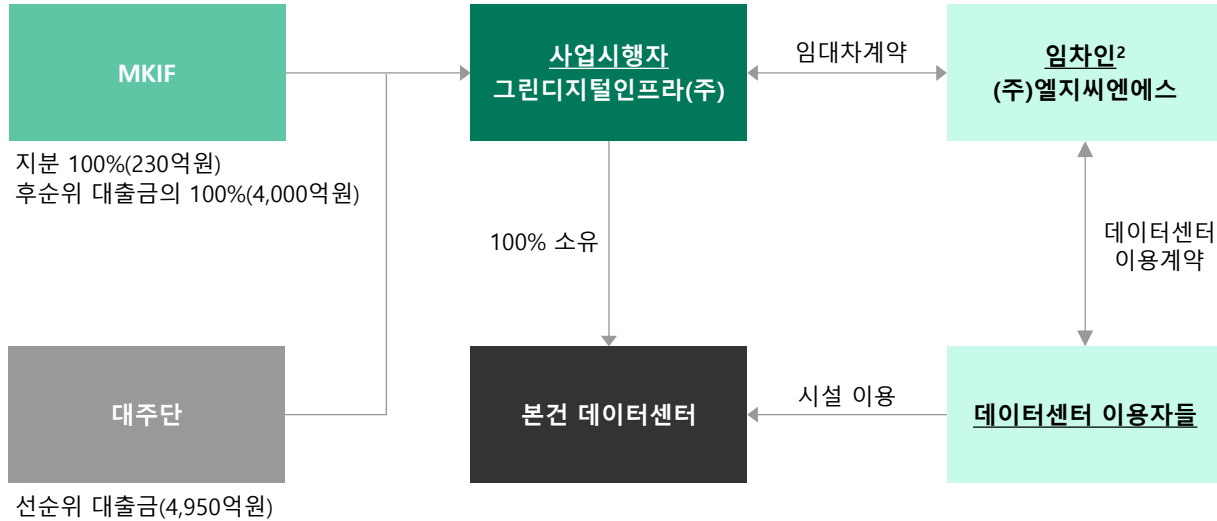 MKIF
지분 100%(230억원)
후순위 대출금의 100%(4,000억원)
사업시행자
그린디지털인프라(주)
임대차계약
임차인²
(주)엘지씨엔에스
100% 소유
데이터센터
이용계약
대주단
선순위 대출금(4,950억원)
본건 데이터센터
시설 이용
데이터센터 이용자들